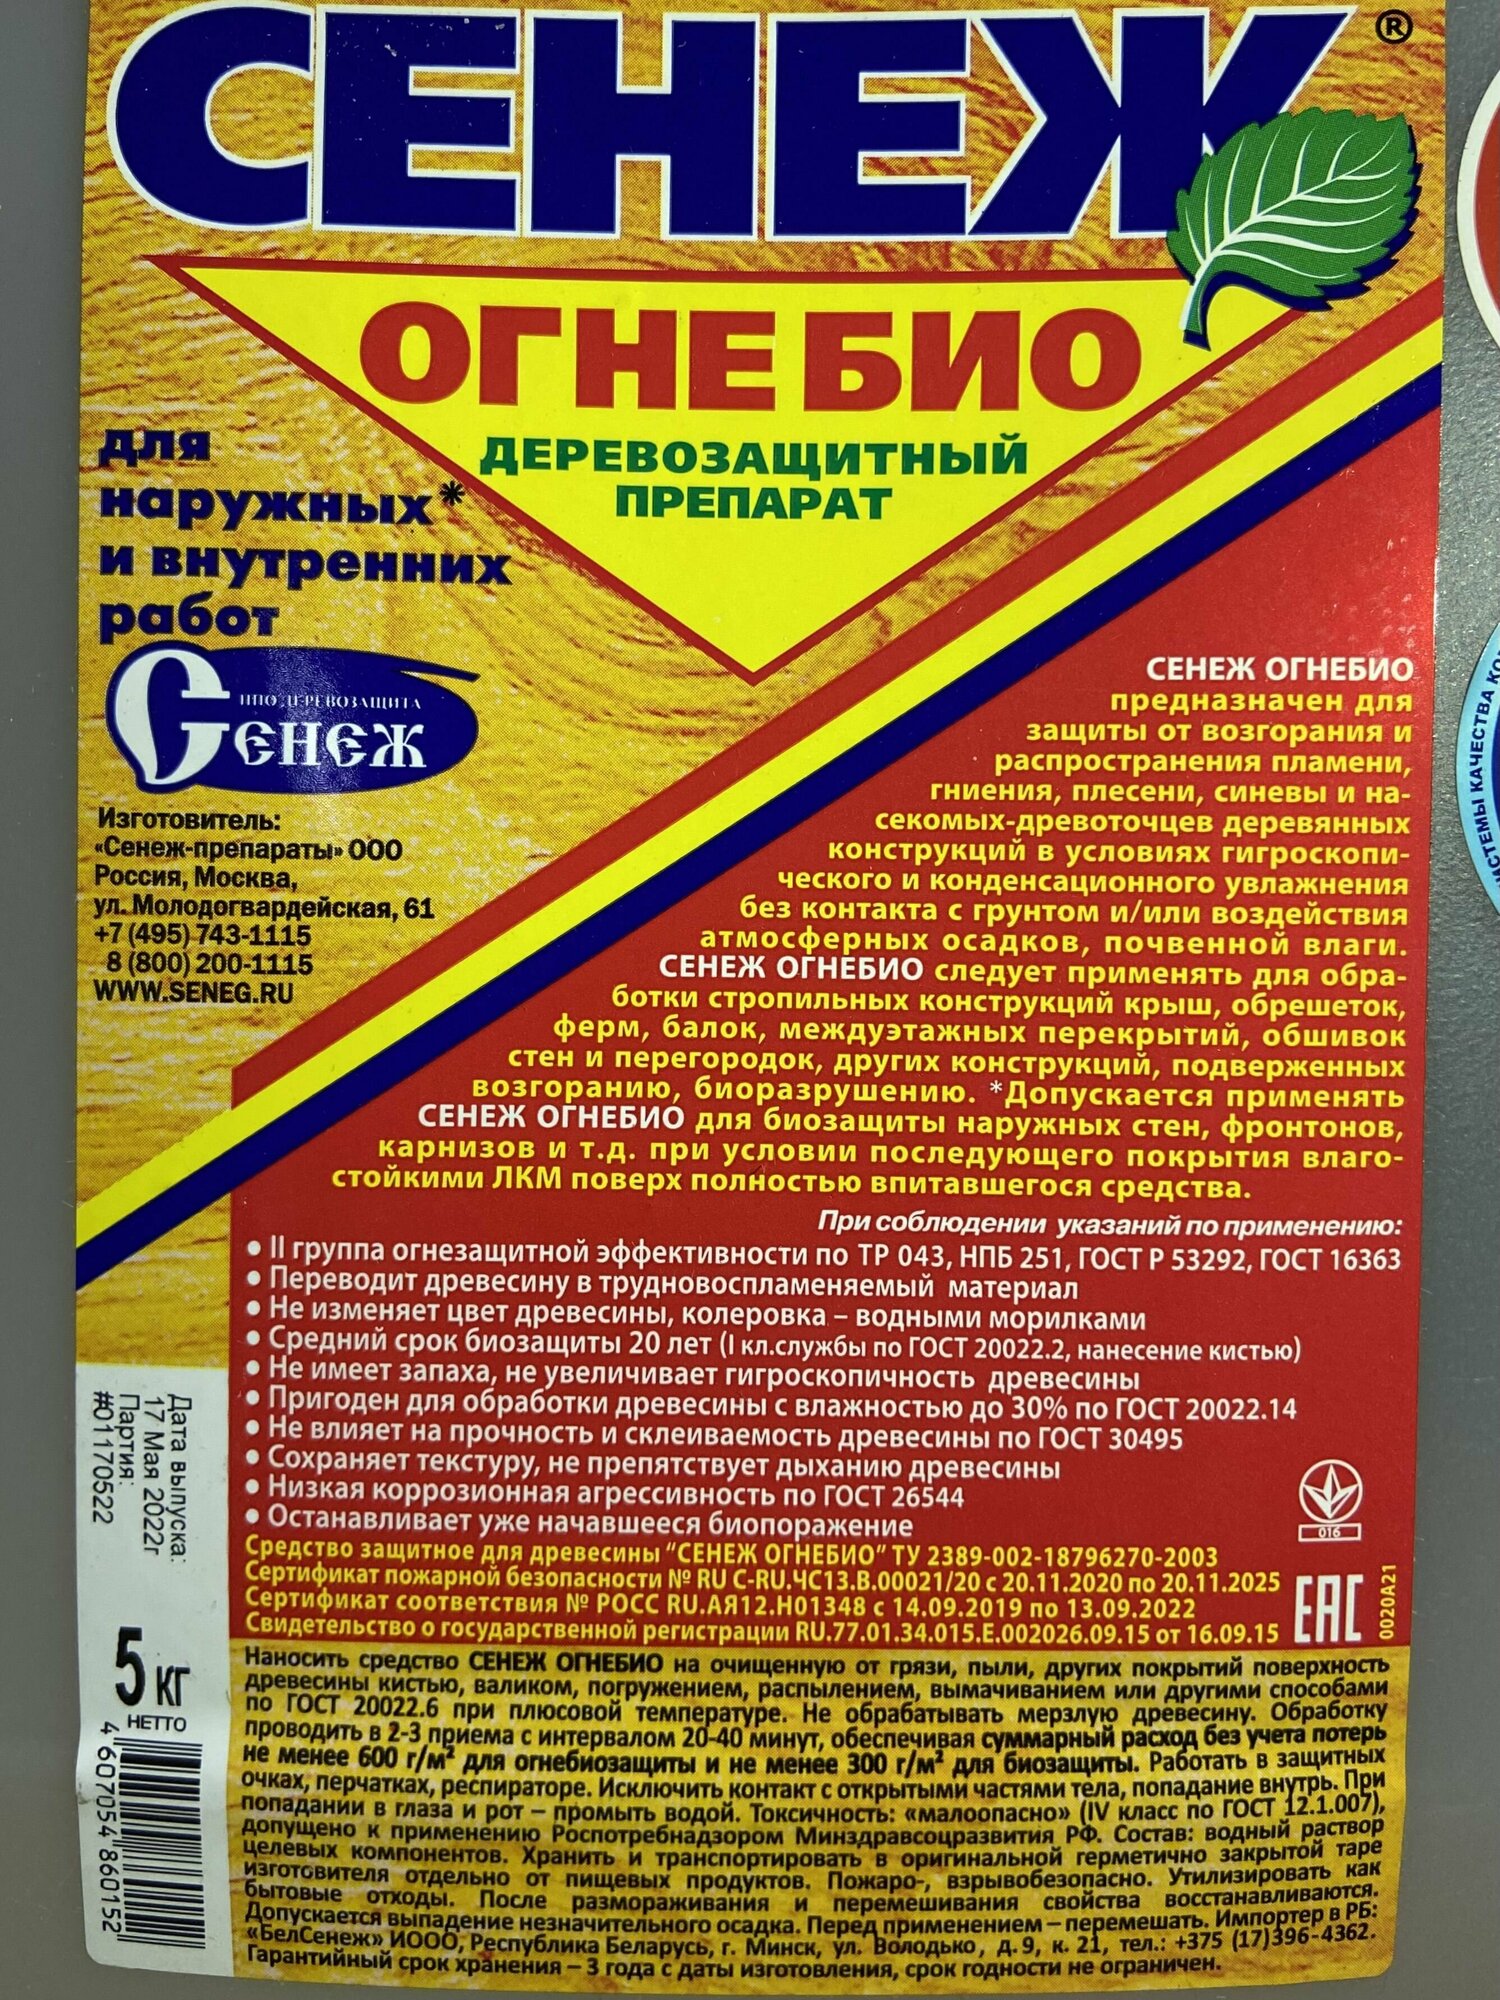 СЕНЕЖ®
ОГНЕБИО
ДЕРЕВОЗАЩИТНЫЙ
ПРЕПАРАТ
для
наружных*
и внутренних
работ
НПО ДЕРЕВОЗАЩИТА
Сенеж
Изготовитель:
«Сенеж-препараты» ООО
Россия, Москва,
ул. Молодогвардейская, 61
+7 (495) 743-1115
8 (800) 200-1115
WWW.SENEG.RU
СЕНЕЖ ОГНЕБИО
предназначен для
защиты от возгорания и
распространения пламени,
гниения, плесени, синевы и на-
секомых-древоточцев деревянных
конструкций в условиях гигроскопи-
ческого и конденсационного увлажнения
без контакта с грунтом и/или воздействия
атмосферных осадков, почвенной влаги.
СЕНЕЖ ОГНЕБИО следует применять для обра-
ботки стропильных конструкций крыш, обрешеток,
ферм, балок, междуэтажных перекрытий, обшивок
стен и перегородок, других конструкций, подверженных
возгоранию, биоразрушению. *Допускается применять
СЕНЕЖ ОГНЕБИО для биозащиты наружных стен, фронтонов,
карнизов и т.д. при условии последующего покрытия влаго-
стойкими ЛКМ поверх полностью впитавшегося средства.
При соблюдении указаний по применению:
• II группа огнезащитной эффективности по ТР 043, НПБ 251, ГОСТ Р 53292, ГОСТ 16363
• Переводит древесину в трудновоспламеняемый материал
• Не изменяет цвет древесины, колеровка – водными морилками
• Средний срок биозащиты 20 лет (I кл.службы по ГОСТ 20022.2, нанесение кистью)
• Не имеет запаха, не увеличивает гигроскопичность древесины
• Пригоден для обработки древесины с влажностью до 30% по ГОСТ 20022.14
• Не влияет на прочность и склеиваемость древесины по ГОСТ 30495
• Сохраняет текстуру, не препятствует дыханию древесины
• Низкая коррозионная агрессивность по ГОСТ 26544
• Останавливает уже начавшееся биопоражение
Средство защитное для древесины "СЕНЕЖ ОГНЕБИО" ТУ 2389-002-18796270-2003
Сертификат пожарной безопасности № RU C-RU.ЧС13.В.00021/20 с 20.11.2020 по 20.11.2025
Сертификат соответствия № РОСС RU.АЯ12.Н01348 с 14.09.2019 по 13.09.2022
Свидетельство о государственной регистрации RU.77.01.34.015.Е.002026.09.15 от 16.09.15
016
ЕАС
0020A21
Дата выпуска:
17 Мая 2022г
Партия:
#01170522
5 кг
НЕТТО
4 607054 860152
Наносить средство СЕНЕЖ ОГНЕБИО на очищенную от грязи, пыли, других покрытий поверхность
древесины кистью, валиком, погружением, распылением, вымачиванием или другими способами
по ГОСТ 20022.6 при плюсовой температуре. Не обрабатывать мерзлую древесину. Обработку
проводить в 2-3 приема с интервалом 20-40 минут, обеспечивая суммарный расход без учета потерь
не менее 600 г/м² для огнебиозащиты и не менее 300 г/м² для биозащиты. Работать в защитных
очках, перчатках, респираторе. Исключить контакт с открытыми частями тела, попадание внутрь. При
попадании в глаза и рот – промыть водой. Токсичность: «малоопасно» (IV класс по ГОСТ 12.1.007),
допущено к применению Роспотребнадзором Минздравсоцразвития РФ. Состав: водный раствор
целевых компонентов. Хранить и транспортировать в оригинальной герметично закрытой таре
изготовителя отдельно от пищевых продуктов. Пожаро-, взрывобезопасно. Утилизировать как
бытовые отходы. После размораживания и перемешивания свойства восстанавливаются.
Допускается выпадение незначительного осадка. Перед применением – перемешать. Импортер в РБ:
«БелСенеж» ИООО, Республика Беларусь, г. Минск, ул. Володько, д. 9, к. 21, тел.: +375 (17)396-4362.
Гарантийный срок хранения – 3 года с даты изготовления, срок годности не ограничен.
СИСТЕМЫ КАЧЕСТВА